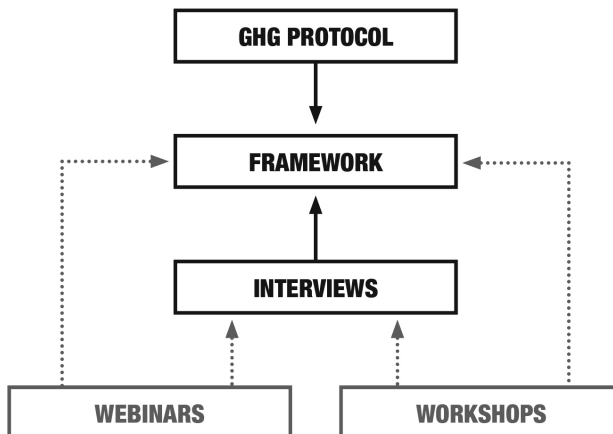 GHG PROTOCOL
FRAMEWORK
INTERVIEWS
WEBINARS
WORKSHOPS